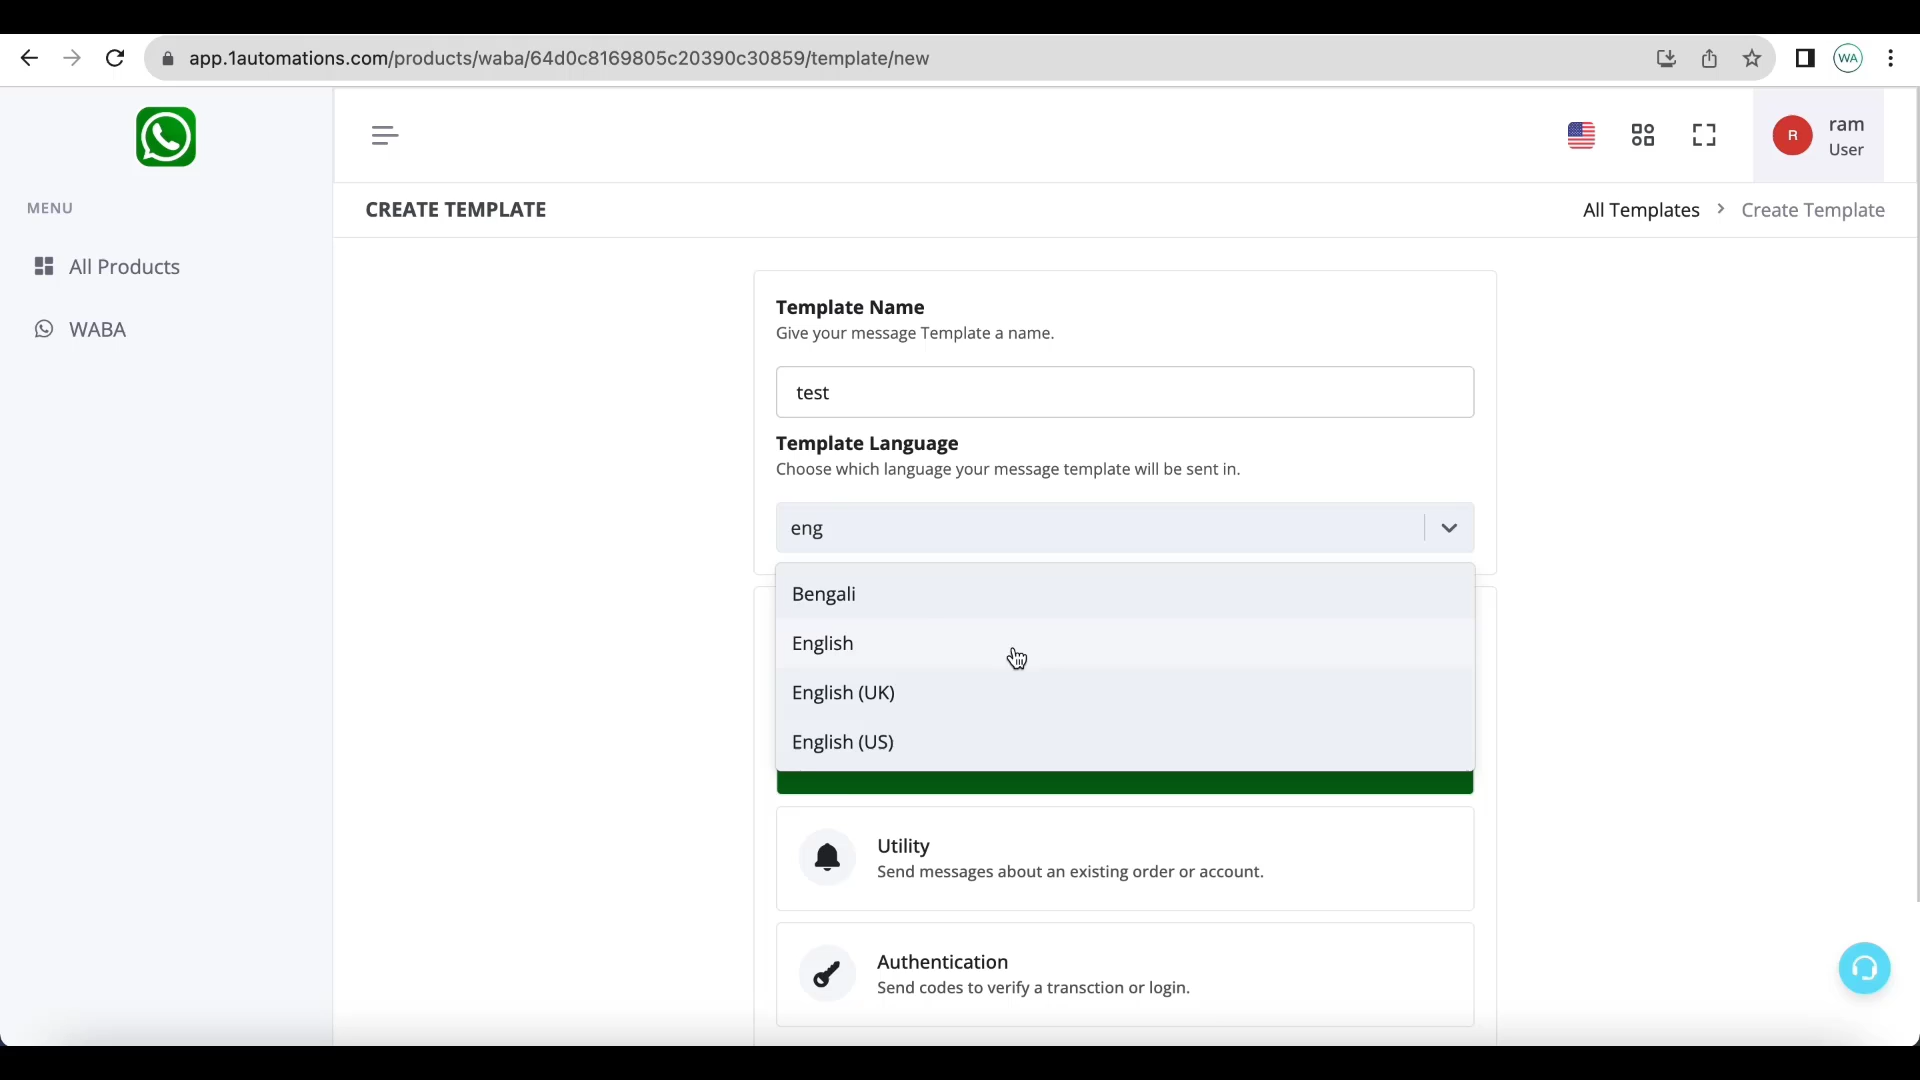 app.1automations.com/products/waba/64d0c8169805c20390c30859/template/new
WA
ram
R
User
MENU
CREATE TEMPLATE
All Templates > Create Template
All Products
WABA
Template Name
Give your message Template a name.
test
Template Language
Choose which language your message template will be sent in.
eng
Bengali
English
English (UK)
English (US)
Utility
Send messages about an existing order or account.
Authentication
Send codes to verify a transction or login.